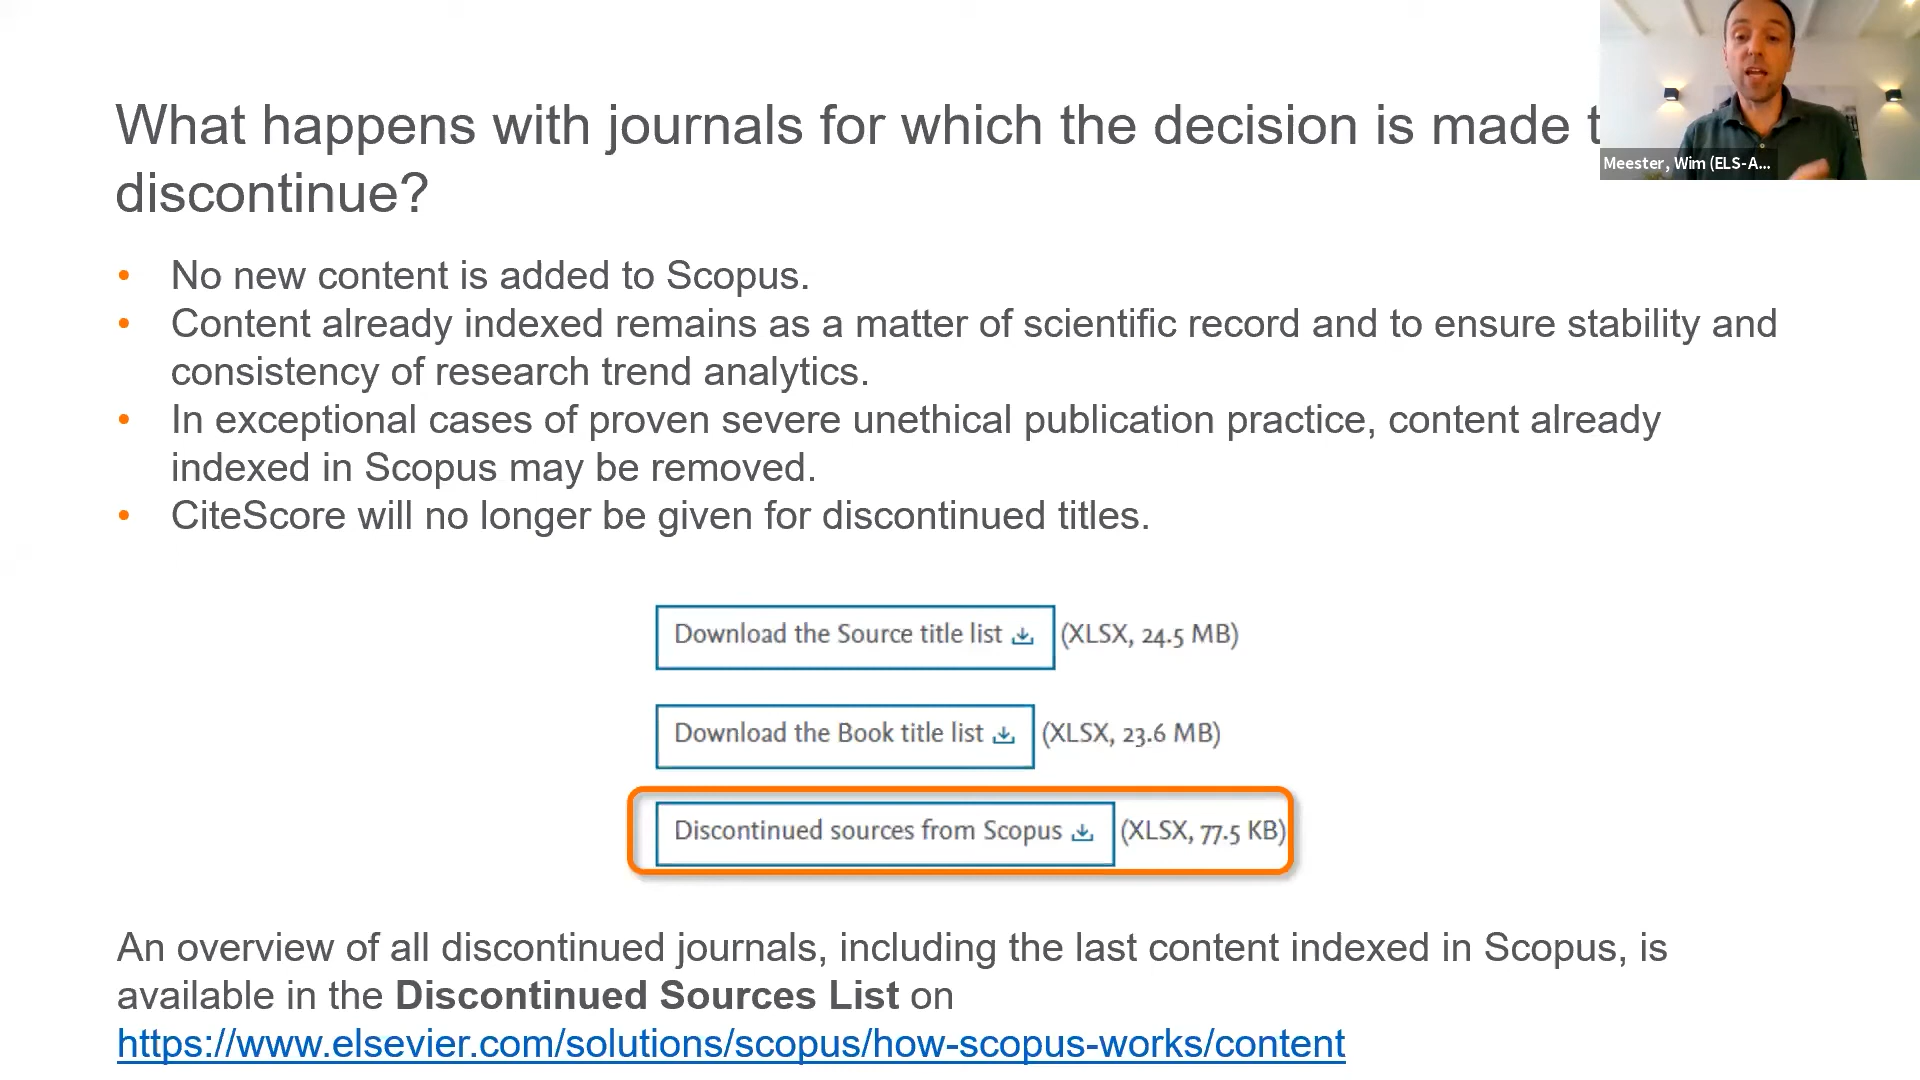 What happens with journals for which the decision is made t
discontinue?
Meester, Wim (ELS-A...
• No new content is added to Scopus.
• Content already indexed remains as a matter of scientific record and to ensure stability and
consistency of research trend analytics.
• In exceptional cases of proven severe unethical publication practice, content already
indexed in Scopus may be removed.
• CiteScore will no longer be given for discontinued titles.
Download the Source title list (XLSX, 24.5 MB)
Download the Book title list (XLSX, 23.6 MB)
Discontinued sources from Scopus (XLSX, 77.5 KB)
An overview of all discontinued journals, including the last content indexed in Scopus, is
available in the Discontinued Sources List on
https://www.elsevier.com/solutions/scopus/how-scopus-works/content